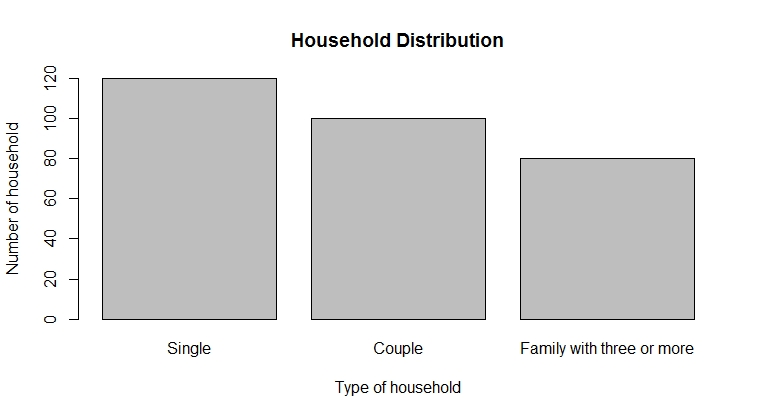 Household Distribution
Number of household
120
100
80
60
40
20
0
Single Couple Family with three or more
Type of household